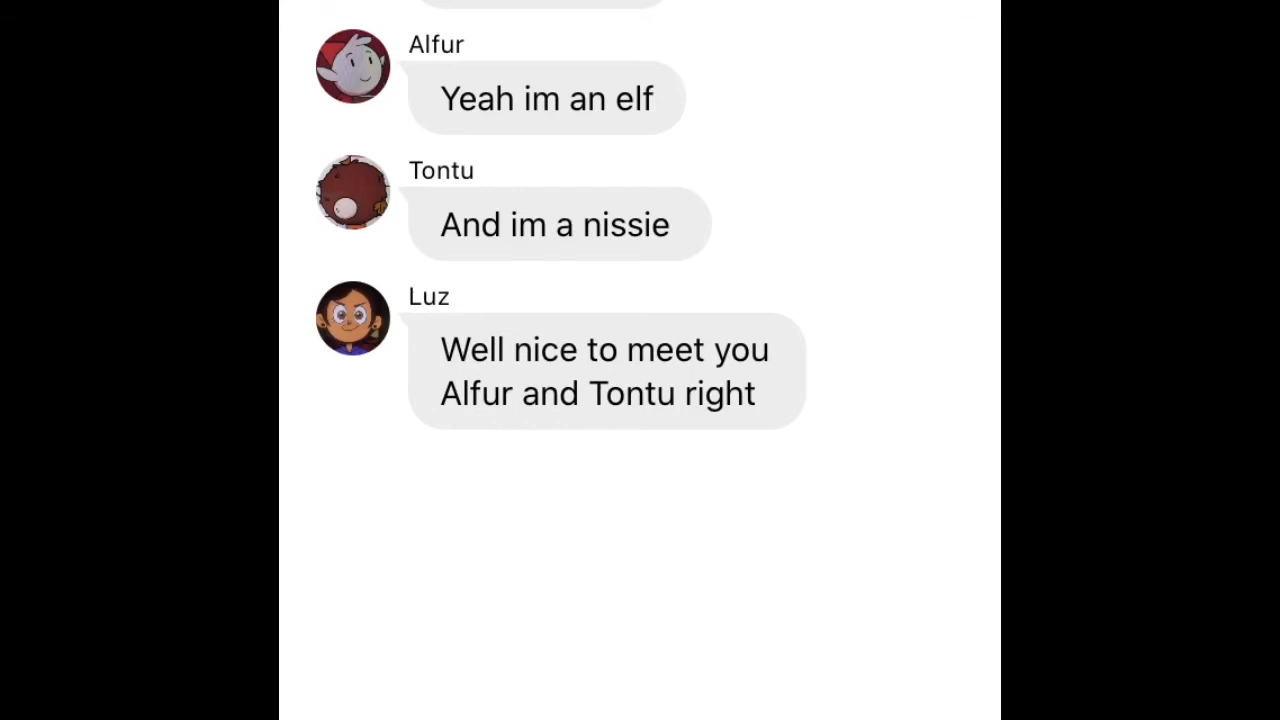 Alfur
Yeah im an elf
Tontu
And im a nissie
Luz
Well nice to meet you
Alfur and Tontu right